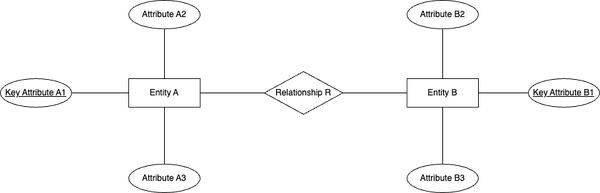 Attribute A2
Attribute B2
Key Attribute A1
Entity A
Relationship R
Entity B
Key Attribute B1
Attribute A3
Attribute B3